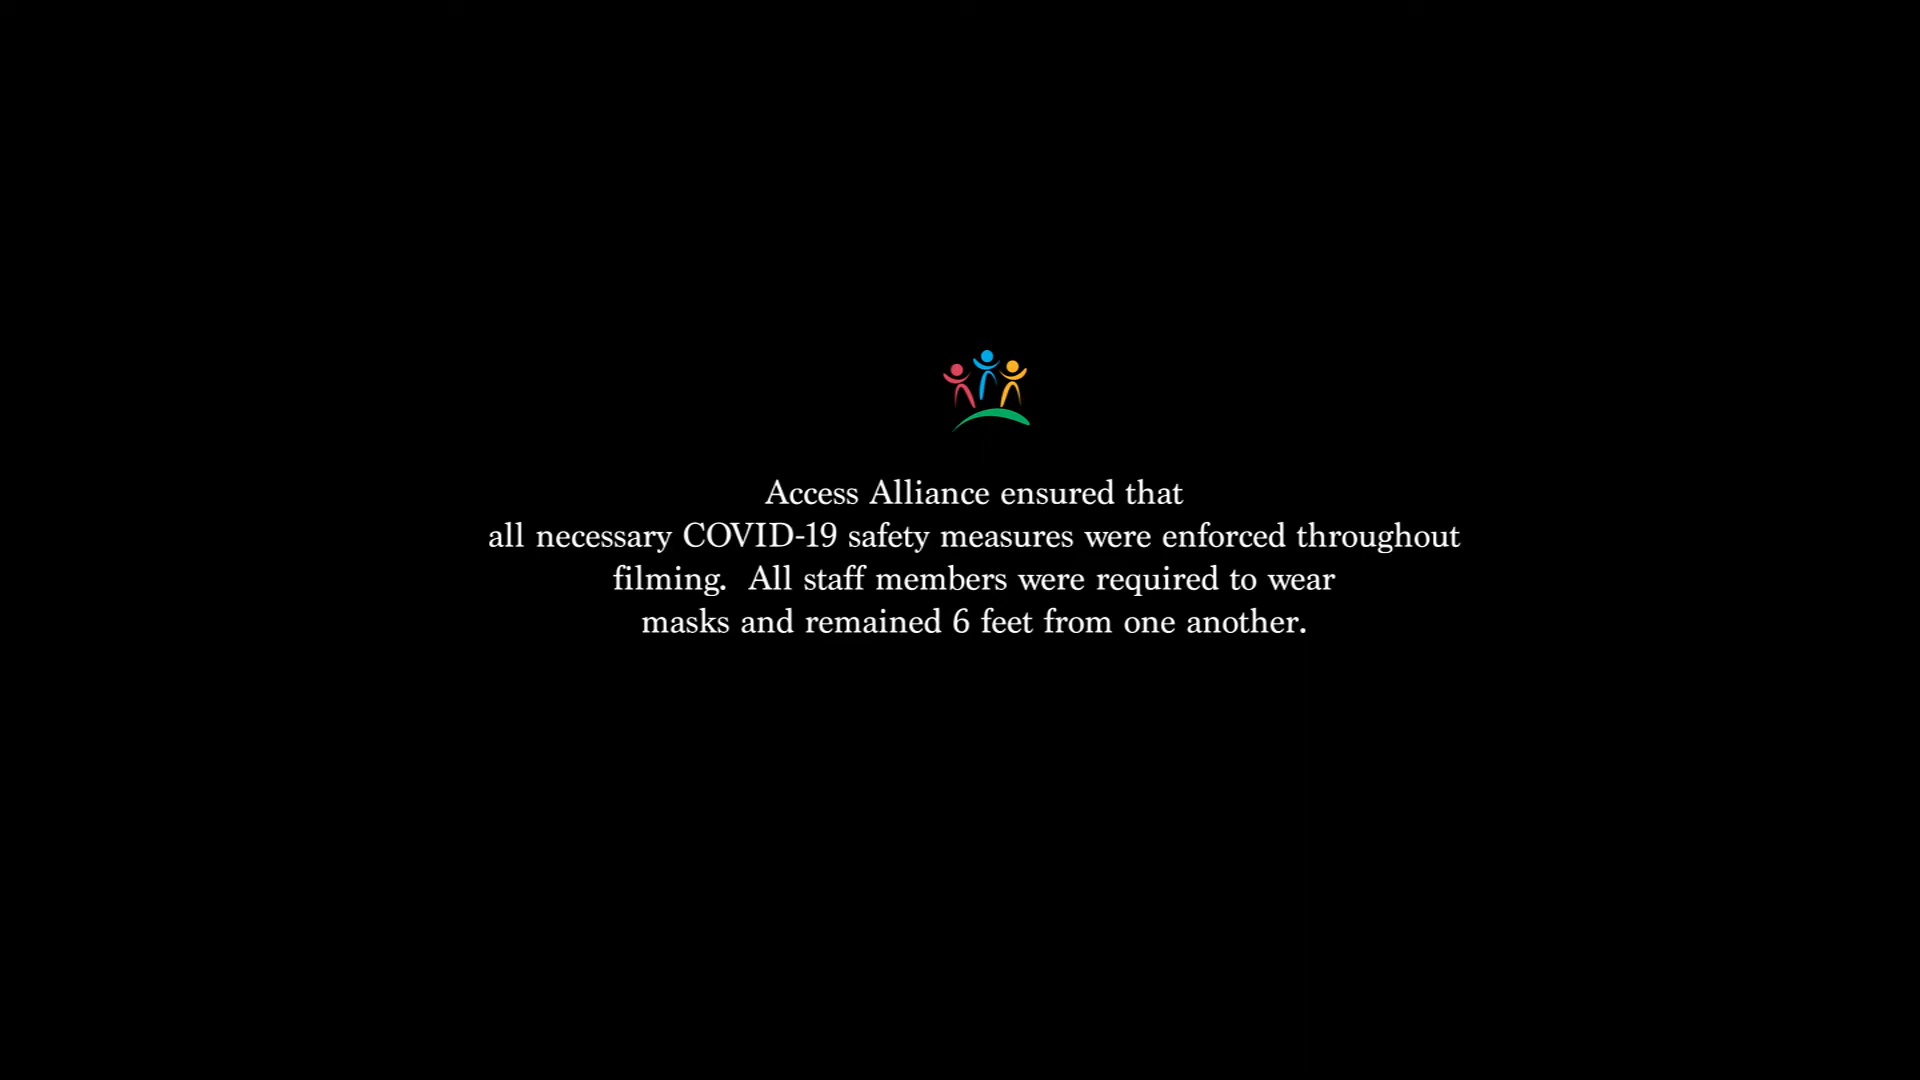 Access Alliance ensured that
all necessary COVID-19 safety measures were enforced throughout
filming.  All staff members were required to wear
masks and remained 6 feet from one another.